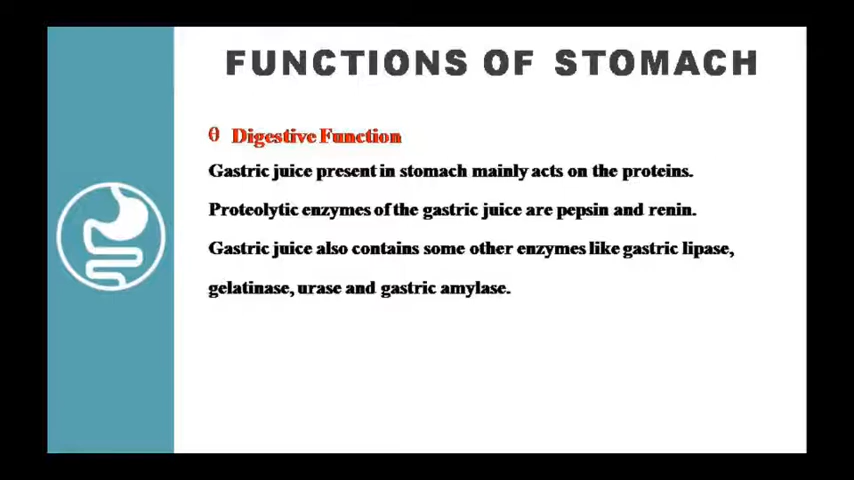 FUNCTIONS OF STOMACH
θ Digestive Function
Gastric juice present in stomach mainly acts on the proteins.
Proteolytic enzymes of the gastric juice are pepsin and renin.
Gastric juice also contains some other enzymes like gastric lipase,
gelatinase, urase and gastric amylase.